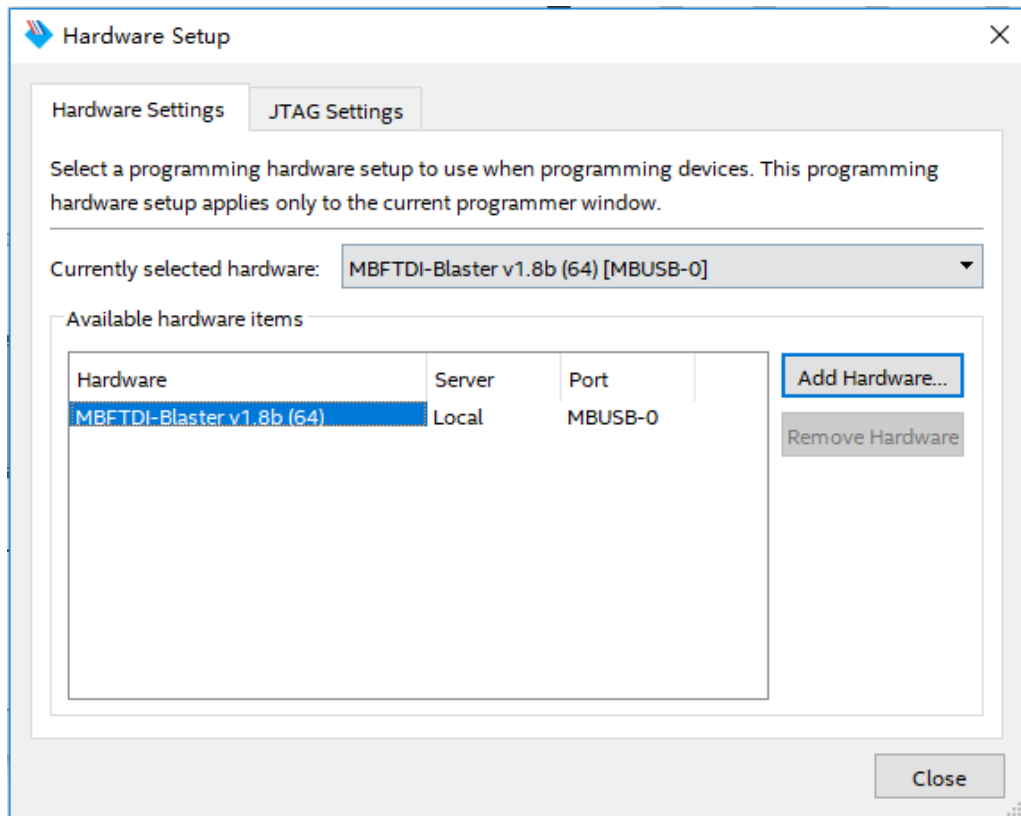 Hardware Setup
Hardware Settings
JTAG Settings
Select a programming hardware setup to use when programming devices. This programming
hardware setup applies only to the current programmer window.
Currently selected hardware:
MBFTDI-Blaster v1.8b (64) [MBUSB-0]
Available hardware items
Hardware Server Port
MBFTDI-Blaster v1.8b (64) Local MBUSB-0
Add Hardware...
Remove Hardware
Close